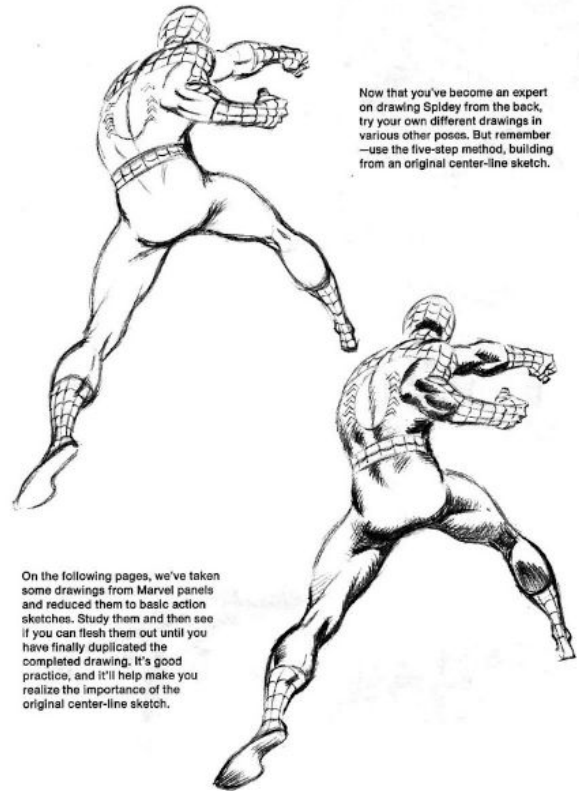 Now that you've become an expert
on drawing Spidey from the back,
try your own different drawings in
various other poses. But remember
—use the five-step method, building
from an original center-line sketch.
On the following pages, we've taken
some drawings from Marvel panels
and reduced them to basic action
sketches. Study them and then see
if you can flesh them out until you
have finally duplicated the
completed drawing. It's good
practice, and it'll help make you
realize the importance of the
original center-line sketch.